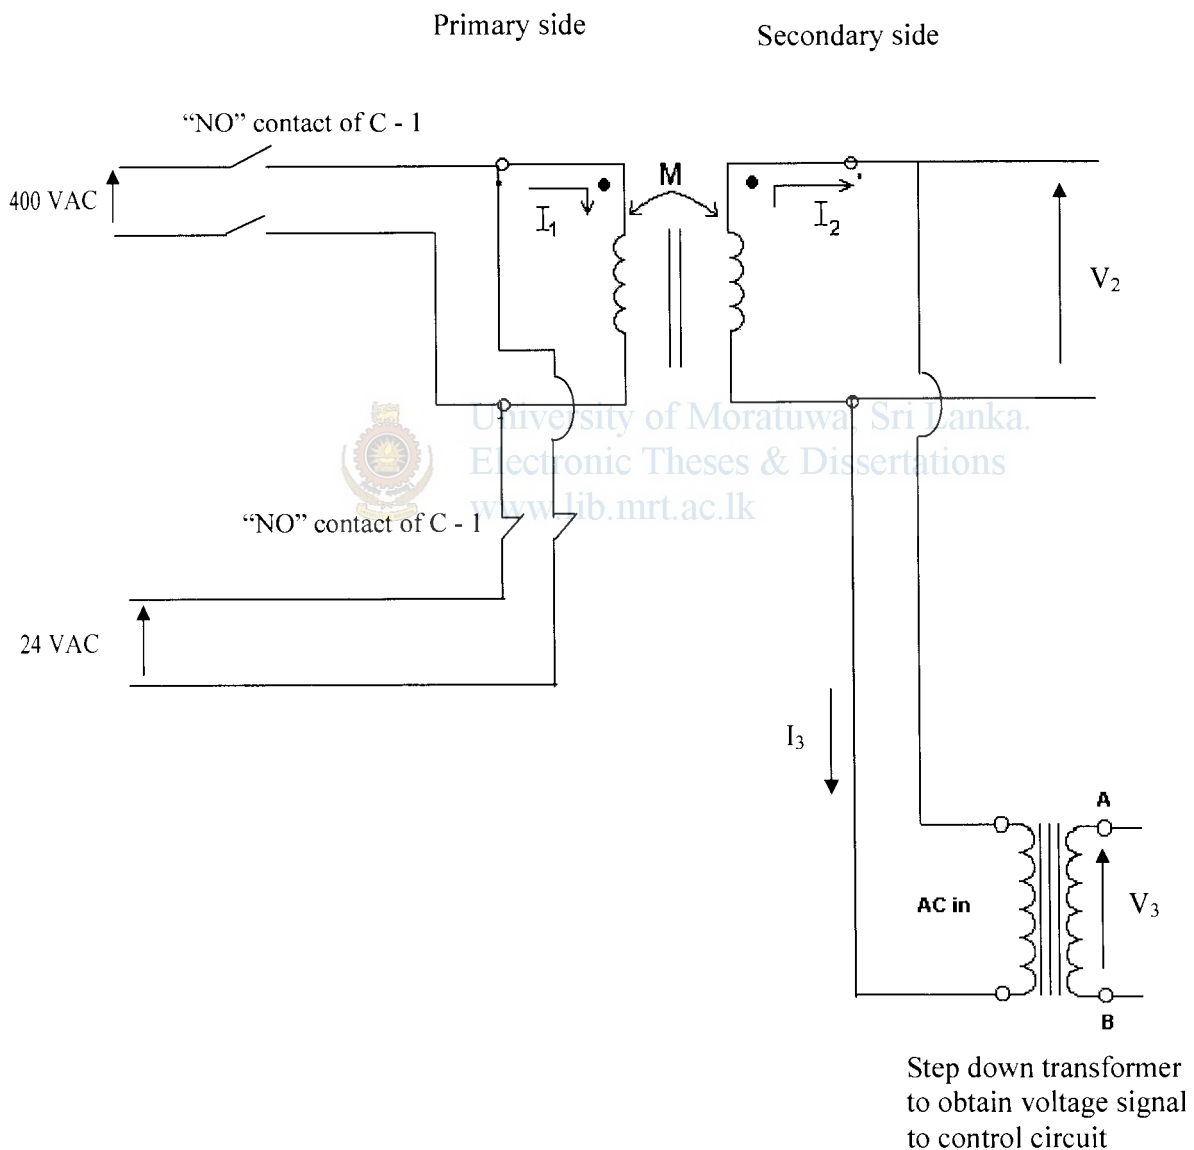 Primary side
Secondary side
“NO” contact of C - 1
400 VAC
M
I1
I2
V2
University of Moratuwa, Sri Lanka.
Electronic Theses & Dissertations
www.lib.mrt.ac.lk
“NO” contact of C - 1
24 VAC
I3
A
AC in
V3
B
Step down transformer
to obtain voltage signal
to control circuit